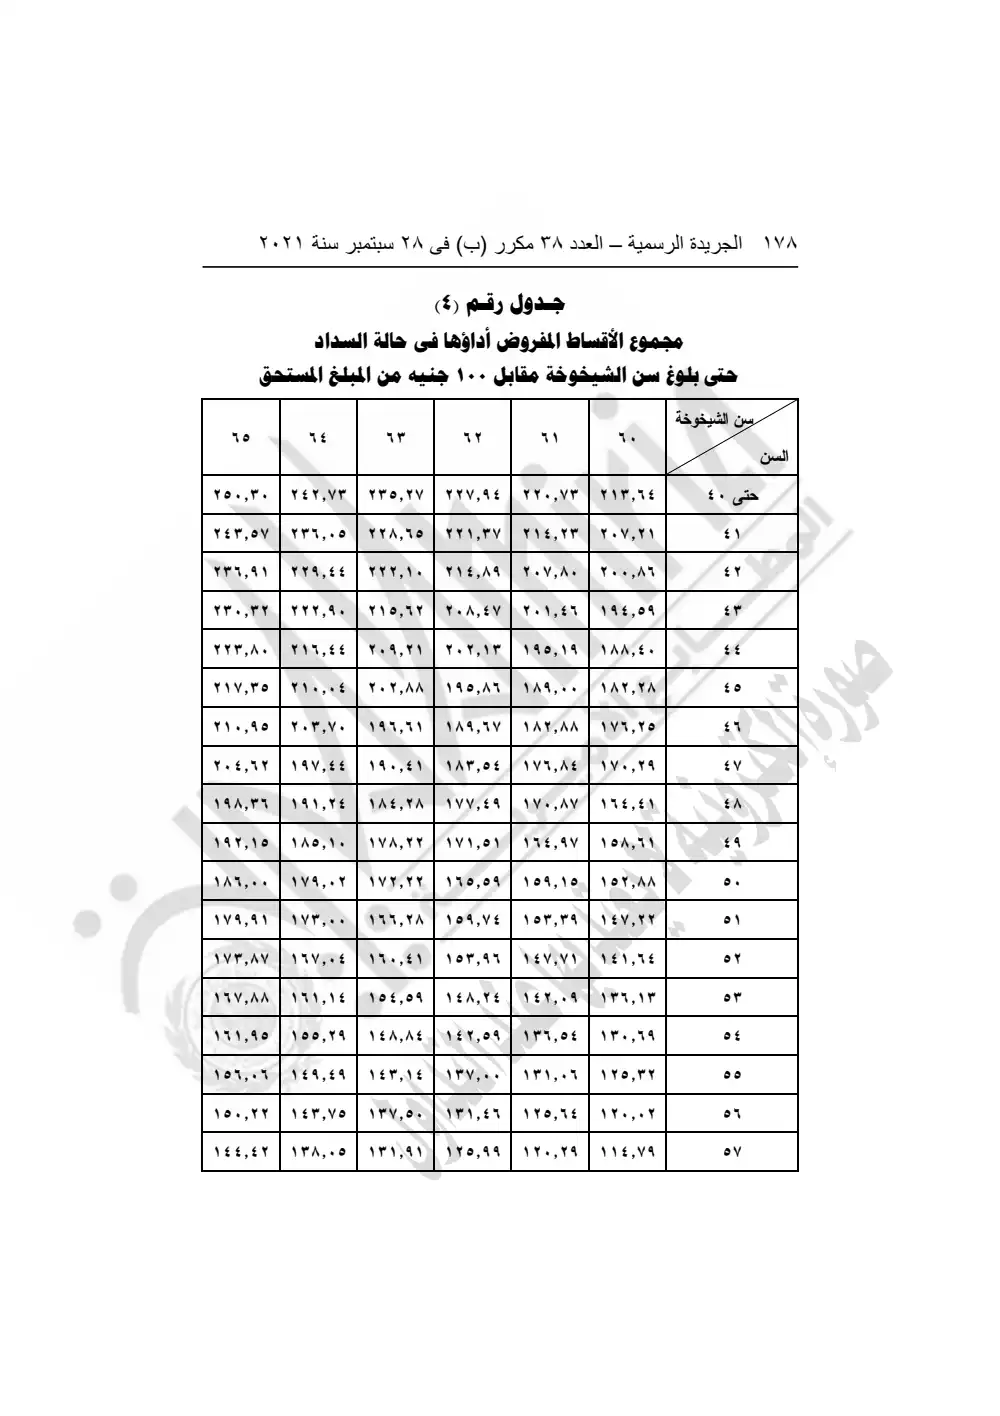 ١٧٨ الجريدة الرسمية – العدد ٣٨ مكرر (ب) فى ٢٨ سبتمبر سنة ٢٠٢١
جـدول رقـم (٤)
مجموع الأقساط المفروض أداؤها فى حالة السداد
حتى بلوغ سن الشيخوخة مقابل ١٠٠ جنيه من المبلغ المستحق
سن الشيخوخة السن ٦٠ ٦١ ٦٢ ٦٣ ٦٤ ٦٥
حتى ٤٠ ٢١٣,٦٤ ٢٢٠,٧٣ ٢٢٧,٩٤ ٢٣٥,٢٧ ٢٤٢,٧٣ ٢٥٠,٣٠
٤١ ٢٠٧,٢١ ٢١٤,٢٣ ٢٢١,٣٧ ٢٢٨,٦٥ ٢٣٦,٠٥ ٢٤٣,٥٧
٤٢ ٢٠٠,٨٦ ٢٠٧,٨٠ ٢١٤,٨٩ ٢٢٢,١٠ ٢٢٩,٤٤ ٢٣٦,٩١
٤٣ ١٩٤,٥٩ ٢٠١,٤٦ ٢٠٨,٤٧ ٢١٥,٦٢ ٢٢٢,٩٠ ٢٣٠,٣٢
٤٤ ١٨٨,٤٠ ١٩٥,١٩ ٢٠٢,١٣ ٢٠٩,٢١ ٢١٦,٤٤ ٢٢٣,٨٠
٤٥ ١٨٢,٢٨ ١٨٩,٠٠ ١٩٥,٨٦ ٢٠٢,٨٨ ٢١٠,٠٤ ٢١٧,٣٥
٤٦ ١٧٦,٢٥ ١٨٢,٨٨ ١٨٩,٦٧ ١٩٦,٦١ ٢٠٣,٧٠ ٢١٠,٩٥
٤٧ ١٧٠,٢٩ ١٧٦,٨٤ ١٨٣,٥٤ ١٩٠,٤١ ١٩٧,٤٤ ٢٠٤,٦٢
٤٨ ١٦٤,٤١ ١٧٠,٨٧ ١٧٧,٤٩ ١٨٤,٢٨ ١٩١,٢٤ ١٩٨,٣٦
٤٩ ١٥٨,٦١ ١٦٤,٩٧ ١٧١,٥١ ١٧٨,٢٢ ١٨٥,١٠ ١٩٢,١٥
٥٠ ١٥٢,٨٨ ١٥٩,١٥ ١٦٥,٥٩ ١٧٢,٢٢ ١٧٩,٠٢ ١٨٦,٠٠
٥١ ١٤٧,٢٢ ١٥٣,٣٩ ١٥٩,٧٤ ١٦٦,٢٨ ١٧٣,٠٠ ١٧٩,٩١
٥٢ ١٤١,٦٤ ١٤٧,٧١ ١٥٣,٩٦ ١٦٠,٤١ ١٦٧,٠٤ ١٧٣,٨٧
٥٣ ١٣٦,١٣ ١٤٢,٠٩ ١٤٨,٢٤ ١٥٤,٥٩ ١٦١,١٤ ١٦٧,٨٨
٥٤ ١٣٠,٦٩ ١٣٦,٥٤ ١٤٢,٥٩ ١٤٨,٨٤ ١٥٥,٢٩ ١٦١,٩٥
٥٥ ١٢٥,٣٢ ١٣١,٠٦ ١٣٧,٠٠ ١٤٣,١٤ ١٤٩,٤٩ ١٥٦,٠٦
٥٦ ١٢٠,٠٢ ١٢٥,٦٤ ١٣١,٤٦ ١٣٧,٥٠ ١٤٣,٧٥ ١٥٠,٢٢
٥٧ ١١٤,٧٩ ١٢٠,٢٩ ١٢٥,٩٩ ١٣١,٩١ ١٣٨,٠٥ ١٤٤,٤٢
صورة إلكترونية لا يعتد بها عند التداول